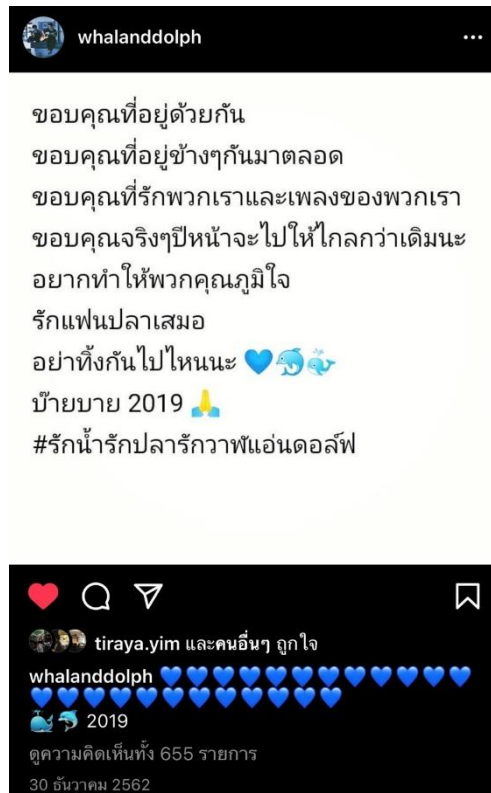 whalanddolph
ขอบคุณที่อยู่ด้วยกัน
ขอบคุณที่อยู่ข้างๆกันมาตลอด
ขอบคุณที่รักพวกเราและเพลงของพวกเรา
ขอบคุณจริงๆปีหน้าจะไปให้ไกลกว่าเดิมนะ
อยากทำให้พวกคุณภูมิใจ
รักแฟนปลาเสมอ
อย่าทิ้งกันไปไหนนะ 💙🐬🐳
บ๊ายบาย 2019 🙏
#รักน้ำรักปลารักวาฬแอ่นดอล์ฟ
tiraya.yim และคนอื่นๆ ถูกใจ
whalanddolph 💙💙💙💙💙💙💙💙💙💙💙💙
💙💙💙💙💙💙💙💙💙💙💙💙
🐳🐬 2019
ดูความคิดเห็นทั้ง 655 รายการ
30 ธันวาคม 2562